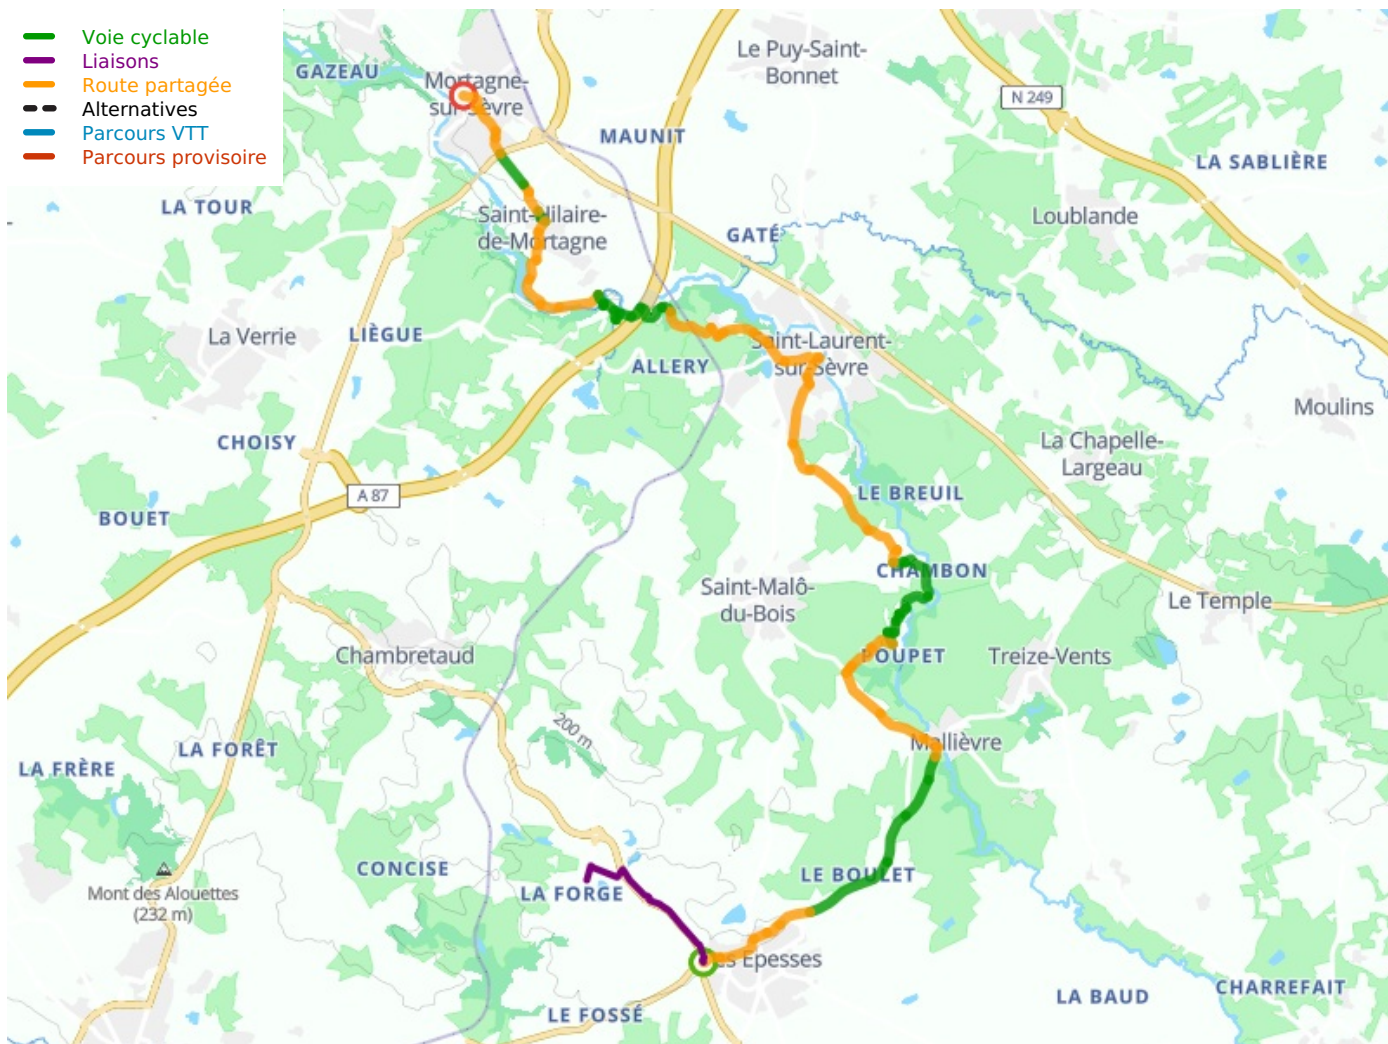 Voie cyclable
Liaisons
Route partagée
Alternatives
Parcours VTT
Parcours provisoire
GAZEAU
Mortagne-
sur-Sèvre
Le Puy-Saint-
Bonnet
N 249
MAUNIT
LA SABLIÈRE
LA TOUR
Saint-Hilaire-
de-Mortagne
Loublande
GATÉ
La Verrie
LIÈGUE
Saint-Laurent-
sur-Sèvre
ALLERY
Moulins
CHOISY
La Chapelle-
Largeau
A 87
LE BREUIL
BOUET
CHAMBON
Saint-Malô-
du-Bois
Le Temple
Chambretaud
POUPET
Treize-Vents
200 m
LA FORÊT
Mallièvre
LA FRÈRE
CONCISE
LE BOULET
Mont des Alouettes
(232 m)
LA FORGE
Les Epesses
CHARREFAIT
LA BAUD
LE FOSSÉ